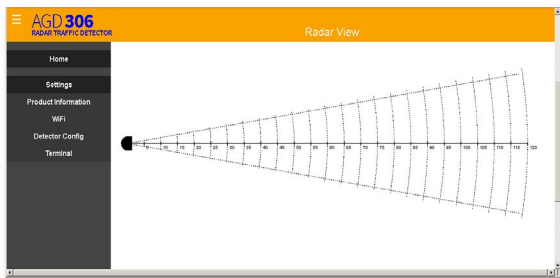 AGD 306
RADAR TRAFFIC DETECTOR
Radar View
Home
Settings
Product Information
WiFi
Detector Config
Terminal
5 10 15 20 25 30 35 40 45 50 55 60 65 70 75 80 85 90 95 100 105 110 115 120